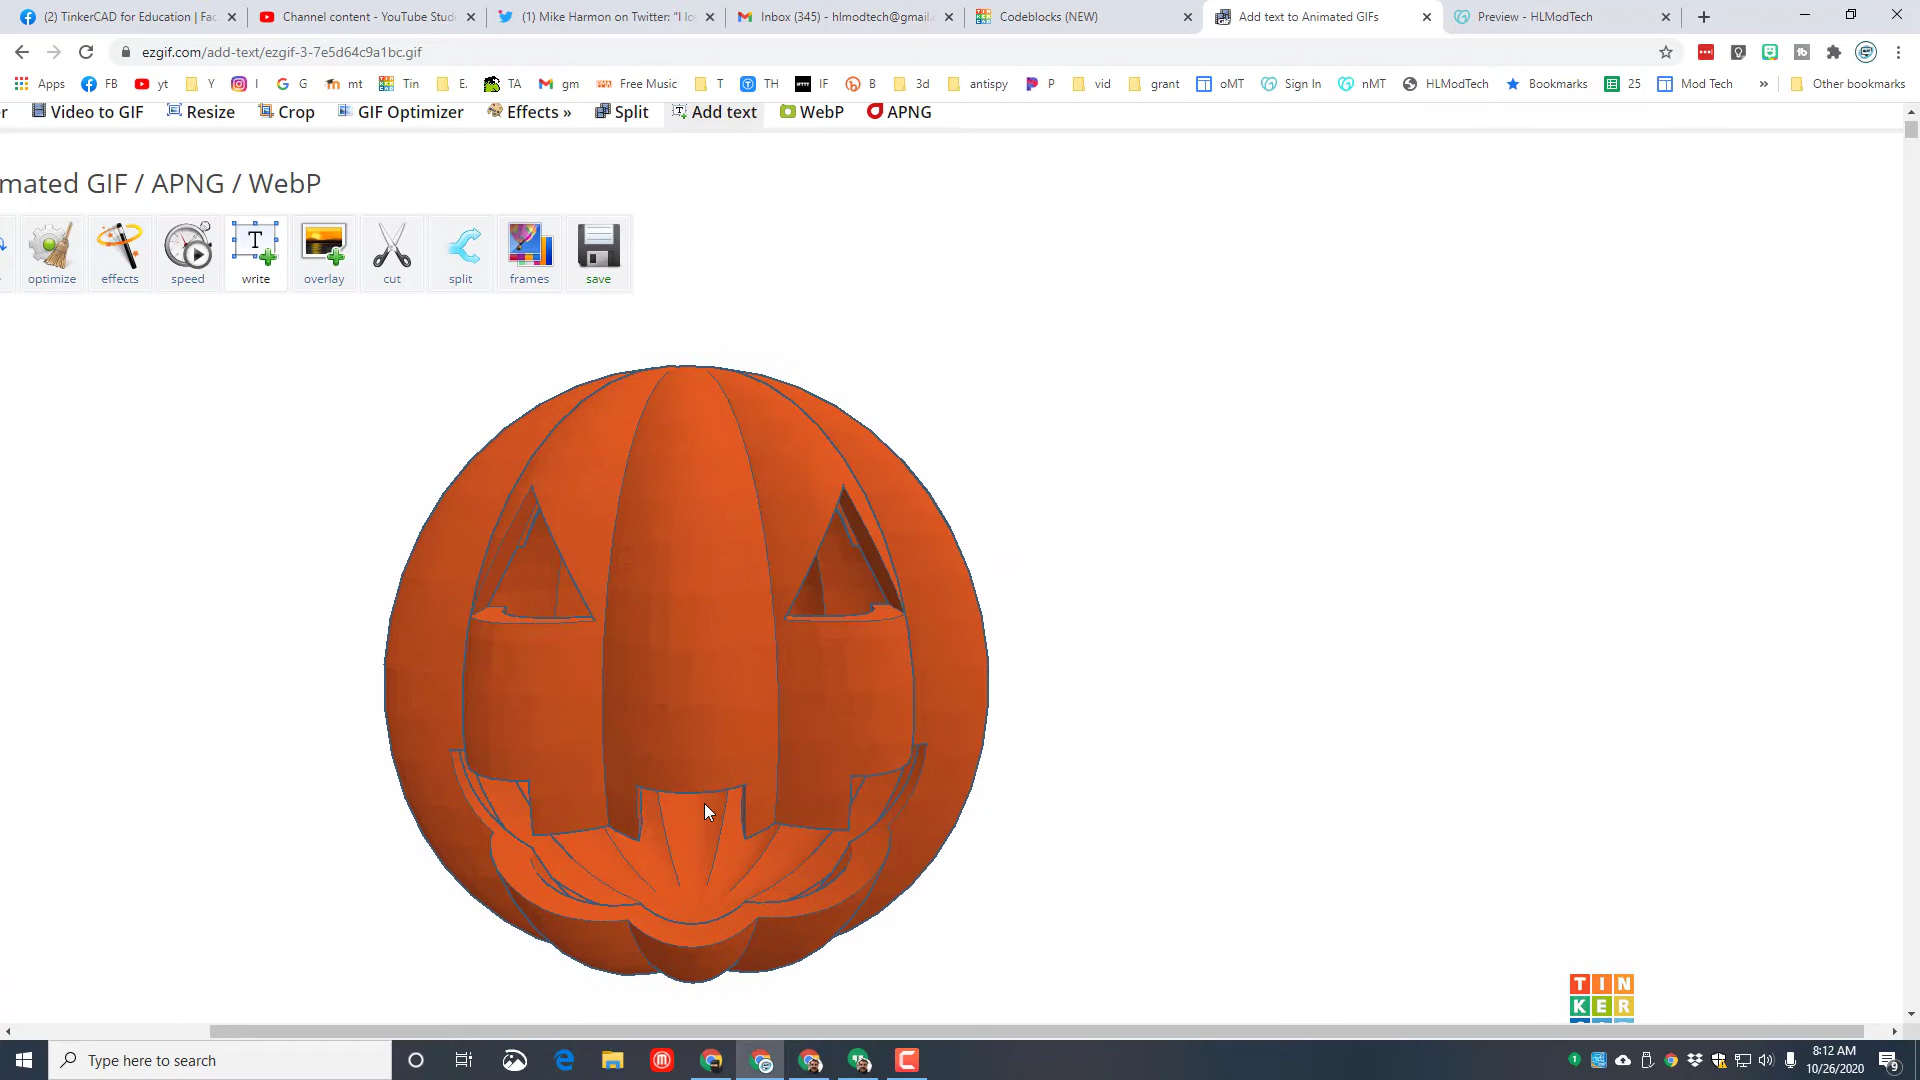 (2) TinkerCAD for Education | Fac
Channel content - YouTube Stud
(1) Mike Harmon on Twitter: "I lo
Inbox (345) - hlmodtech@gmail.c
Codeblocks (NEW)
Add text to Animated GIFs
Preview - HLModTech
ezgif.com/add-text/ezgif-3-7e5d64c9a1bc.gif
Apps FB yt Y I G mt Tin E. TA gm Free Music T TH IF B 3d antispy P vid grant oMT Sign In nMT HLModTech Bookmarks 25 Mod Tech » Other bookmarks
r Video to GIF Resize Crop GIF Optimizer Effects » Split Add text WebP APNG
mated GIF / APNG / WebP
optimize effects speed write overlay cut split frames save
TIN
KER
Type here to search
8:12 AM
10/26/2020